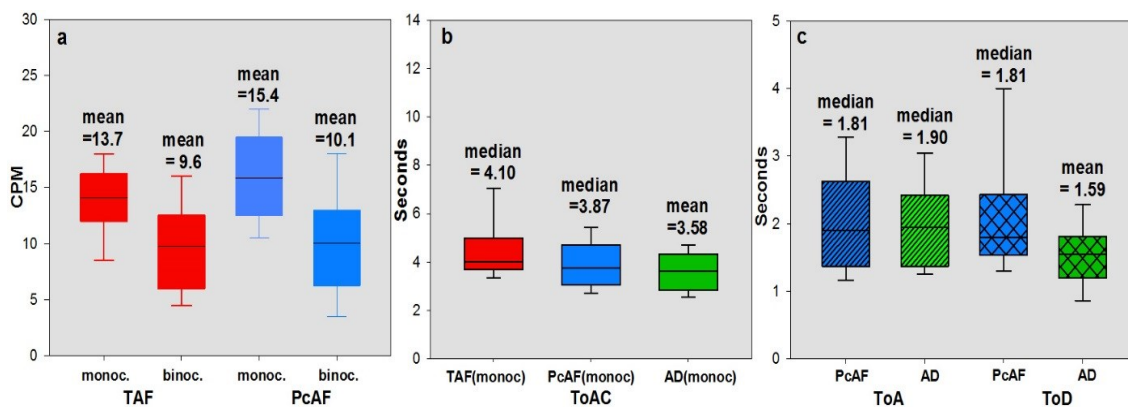 a
CPM
30
25
20
15
10
5
0
mean
=13.7
mean
= 9.6
mean
=15.4
mean
=10.1
monoc.
binoc.
monoc.
binoc.
TAF
PcAF
b
Seconds
14
12
10
8
6
4
2
0
median
= 4.10
median
=3.87
mean
=3.58
TAF(monoc)
PcAF(monoc)
AD(monoc)
ToAC
c
Seconds
5
4
3
2
1
0
median
= 1.81
median
= 1.90
median
= 1.81
mean
= 1.59
PcAF
AD
PcAF
AD
ToA
ToD